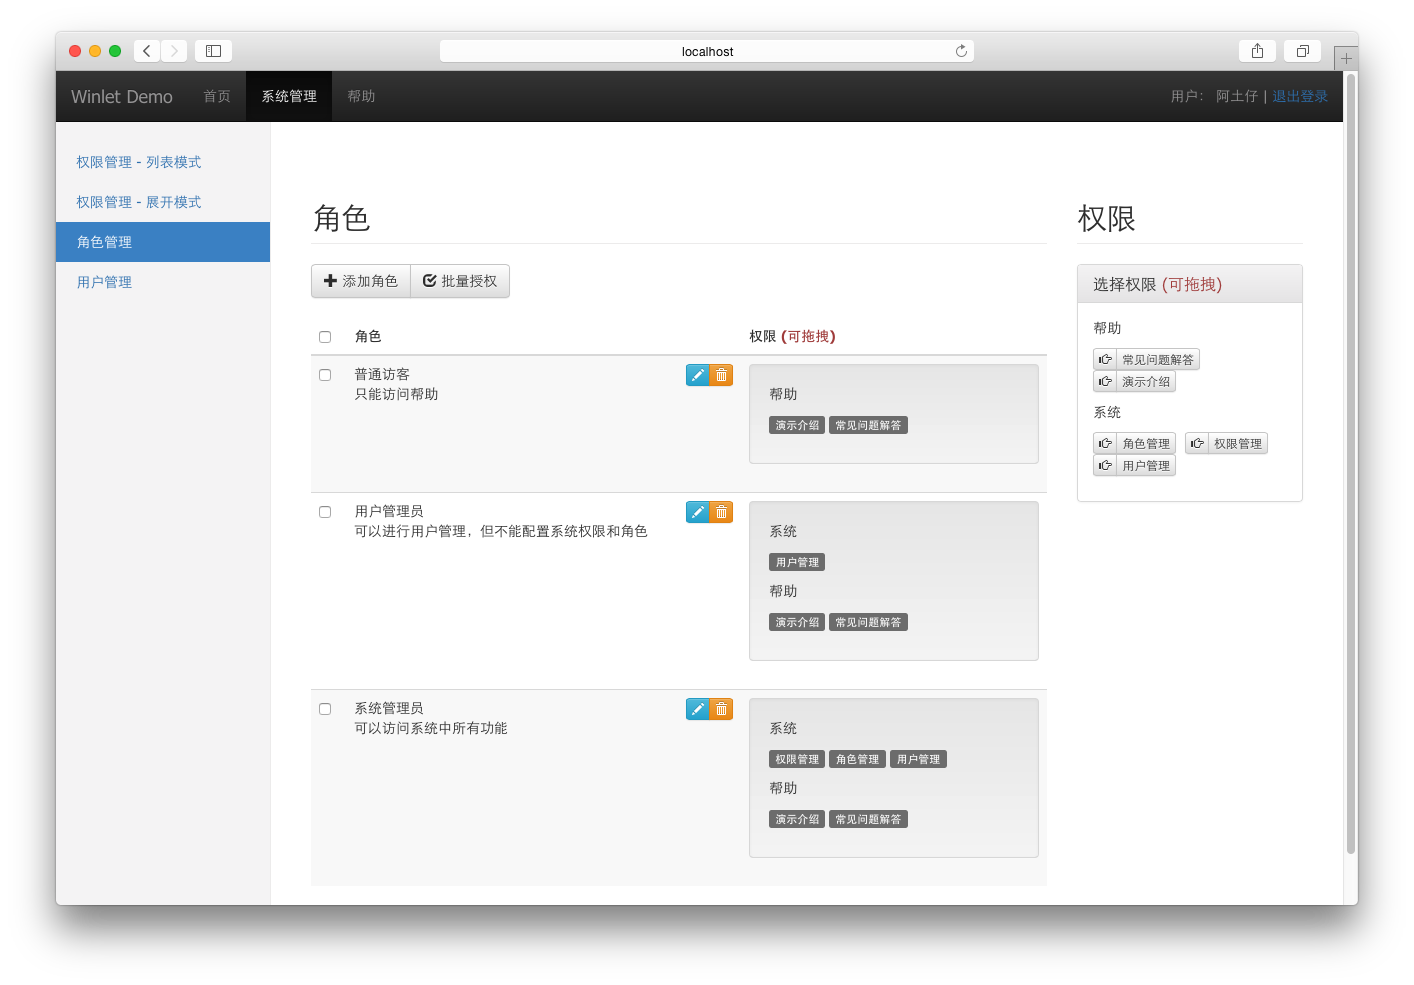 localhost
Winlet Demo 首页 系统管理 帮助 用户： 阿土仔 | 退出登录
权限管理 - 列表模式
权限管理 - 展开模式
角色管理
用户管理
角色
添加角色 批量授权
角色 权限 (可拖拽)
普通访客
只能访问帮助
帮助
演示介绍 常见问题解答
用户管理员
可以进行用户管理，但不能配置系统权限和角色
系统
用户管理
帮助
演示介绍 常见问题解答
系统管理员
可以访问系统中所有功能
系统
权限管理 角色管理 用户管理
帮助
演示介绍 常见问题解答
权限
选择权限 (可拖拽)
帮助
常见问题解答
演示介绍
系统
角色管理 权限管理
用户管理